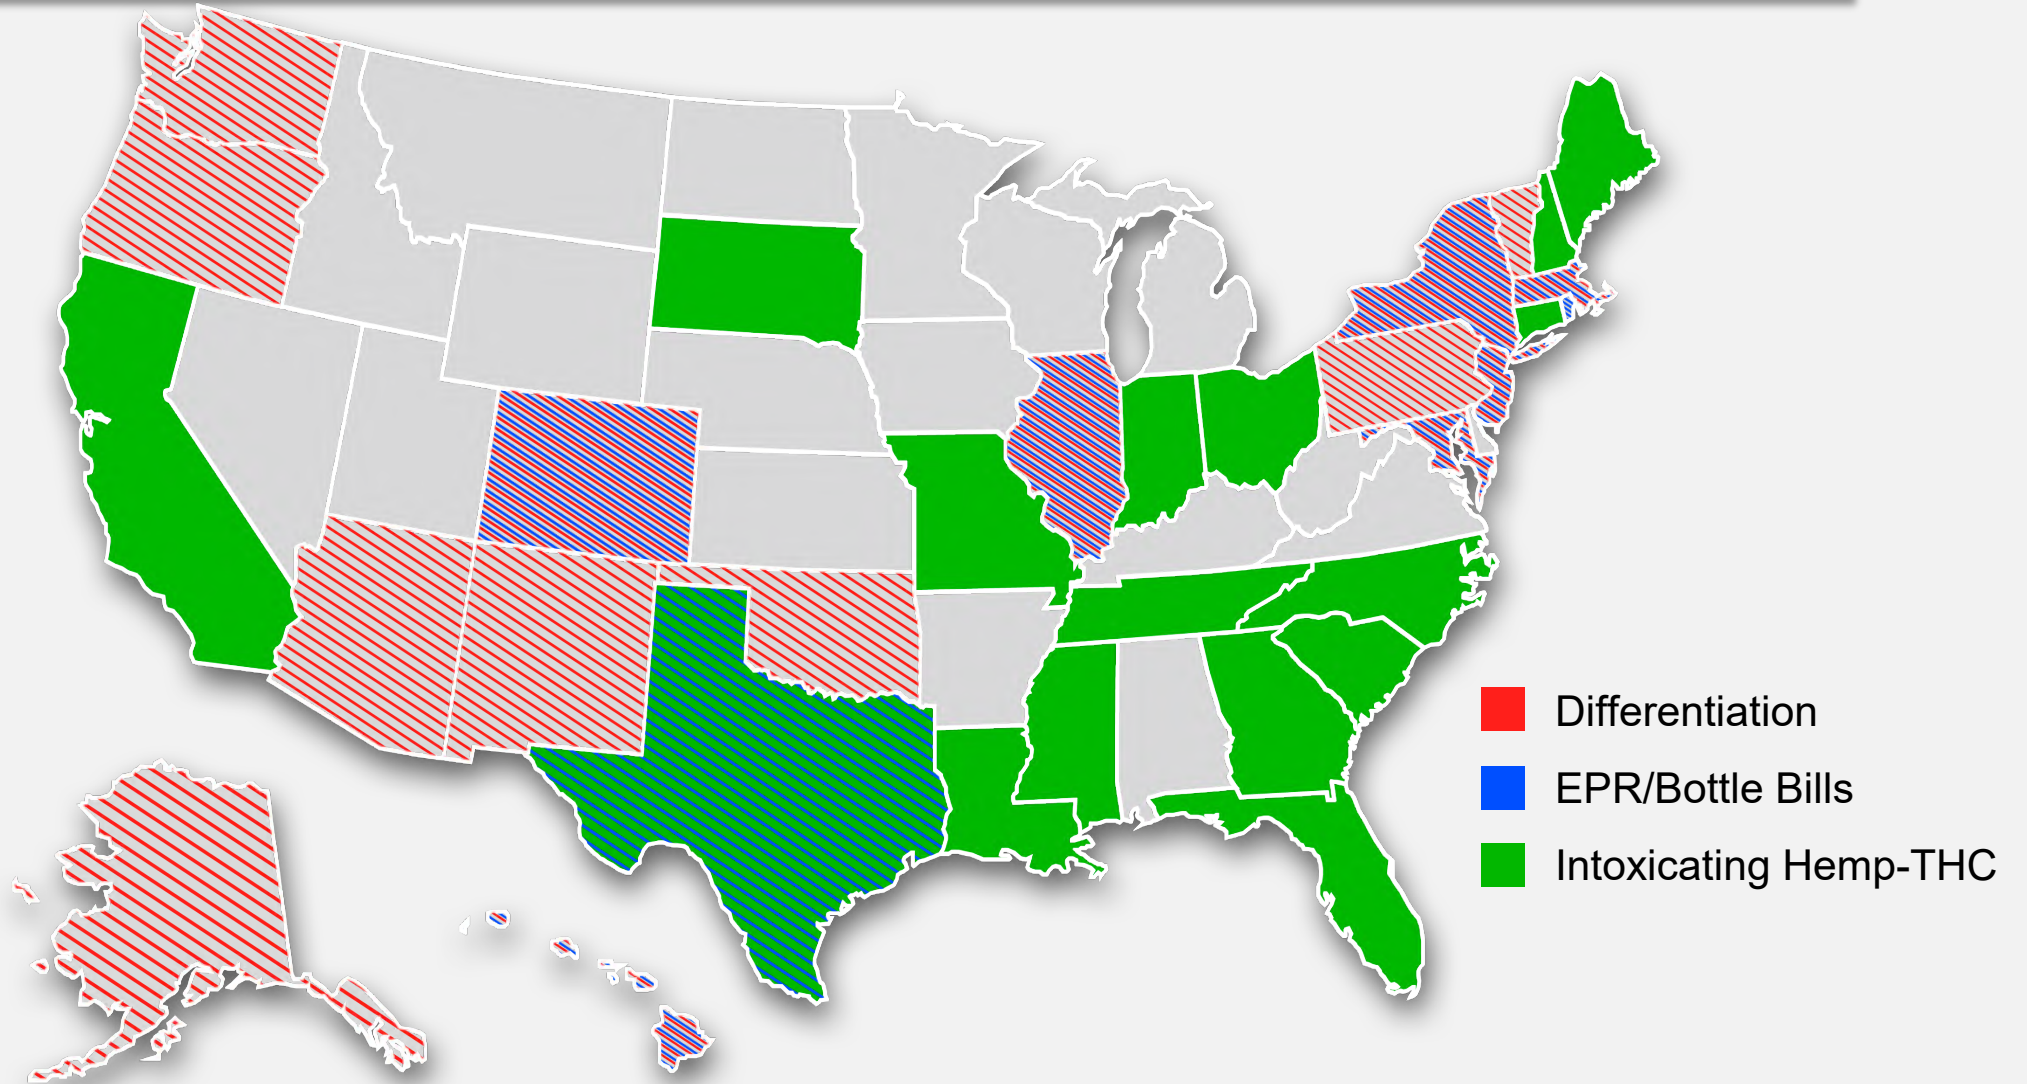 Differentiation
EPR/Bottle Bills
Intoxicating Hemp-THC